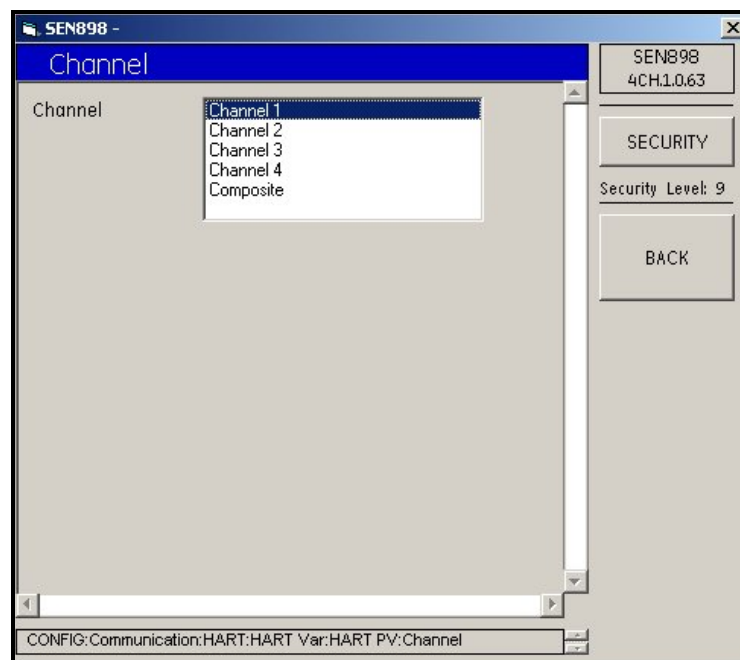 SEN898 -
Channel
SEN898
4CH.1.0.63
Channel
Channel 1
Channel 2
Channel 3
Channel 4
Composite
SECURITY
Security Level: 9
BACK
CONFIG:Communication:HART:HART Var:HART PV:Channel